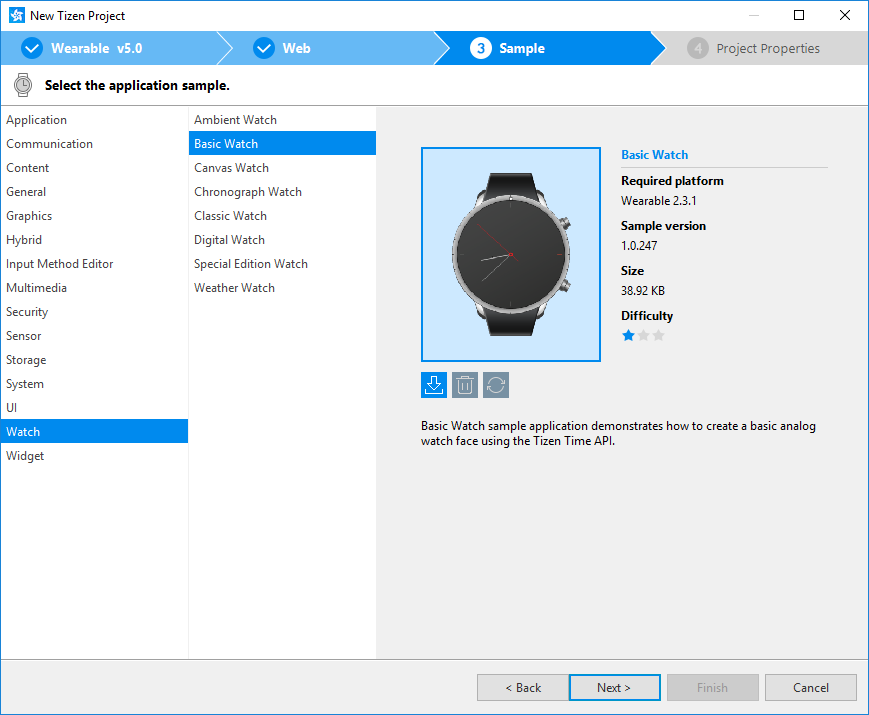 New Tizen Project
Wearable v5.0
Web
3 Sample
4 Project Properties
Select the application sample.
Application
Communication
Content
General
Graphics
Hybrid
Input Method Editor
Multimedia
Security
Sensor
Storage
System
UI
Watch
Widget
Ambient Watch
Basic Watch
Canvas Watch
Chronograph Watch
Classic Watch
Digital Watch
Special Edition Watch
Weather Watch
Basic Watch
Required platform
Wearable 2.3.1
Sample version
1.0.247
Size
38.92 KB
Difficulty
Basic Watch sample application demonstrates how to create a basic analog
watch face using the Tizen Time API.
< Back
Next >
Finish
Cancel